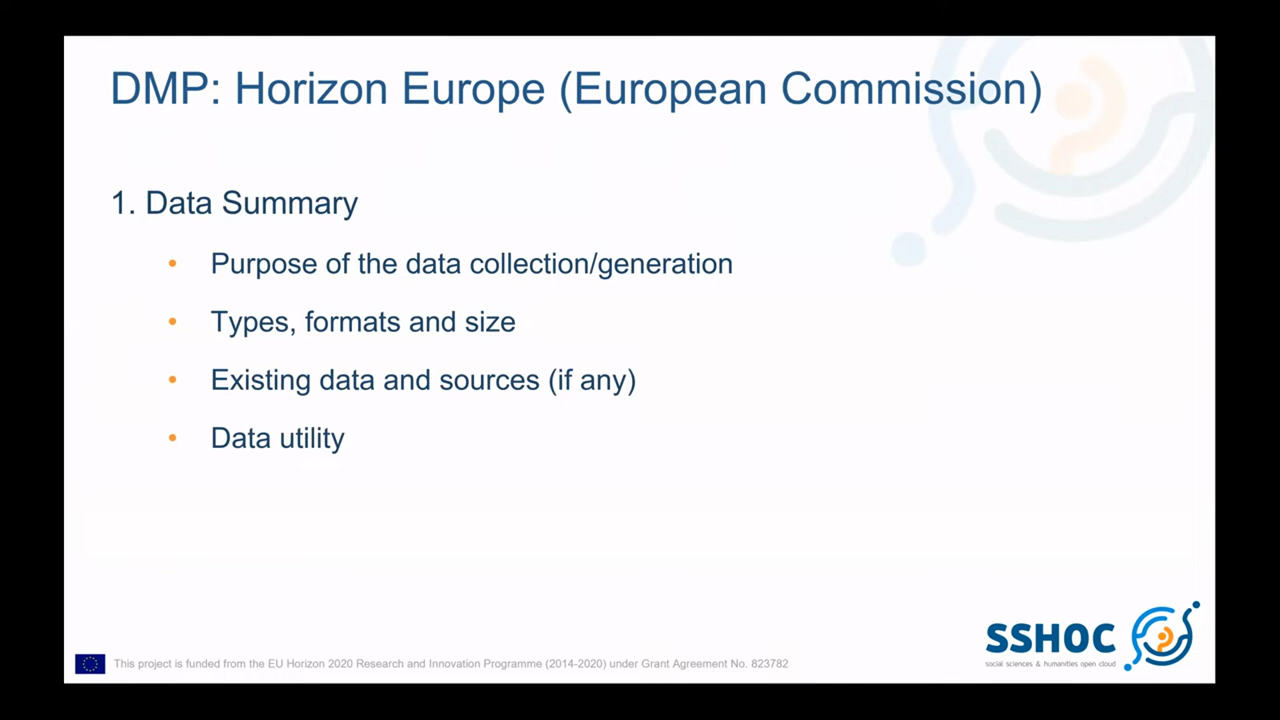 DMP: Horizon Europe (European Commission)
1. Data Summary
• Purpose of the data collection/generation
• Types, formats and size
• Existing data and sources (if any)
• Data utility
SSHOC
social sciences & humanities open cloud
This project is funded from the EU Horizon 2020 Research and Innovation Programme (2014-2020) under Grant Agreement No. 823782